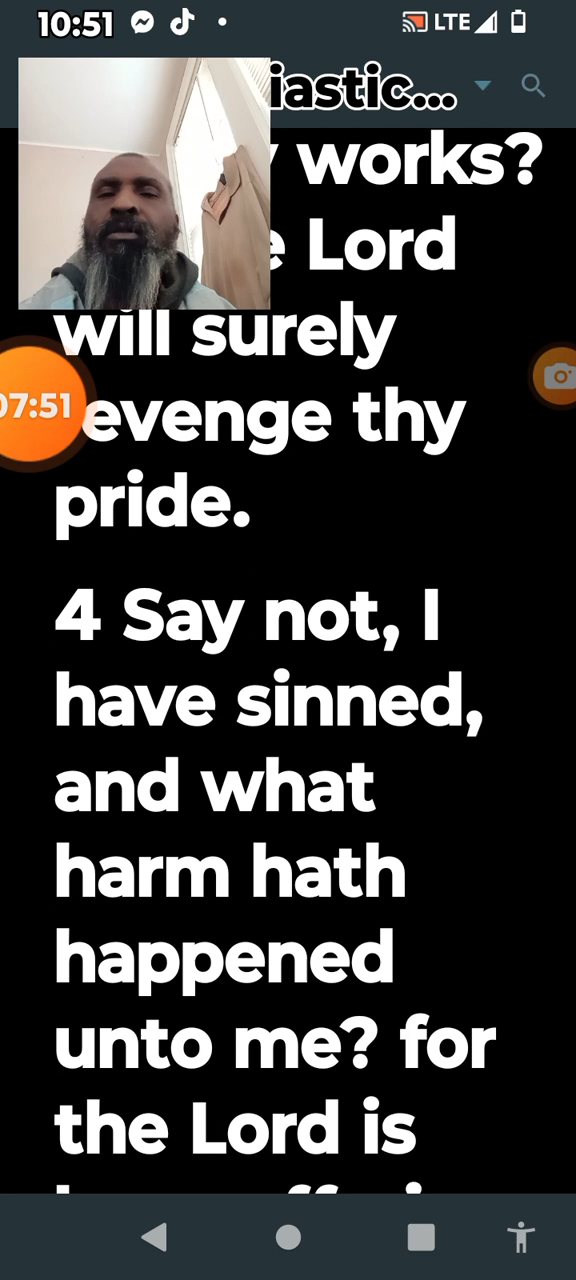 10:51
LTE
iastic...
works?
Lord
will surely
07:51
evenge thy
pride.
4 Say not, I
have sinned,
and what
harm hath
happened
unto me? for
the Lord is